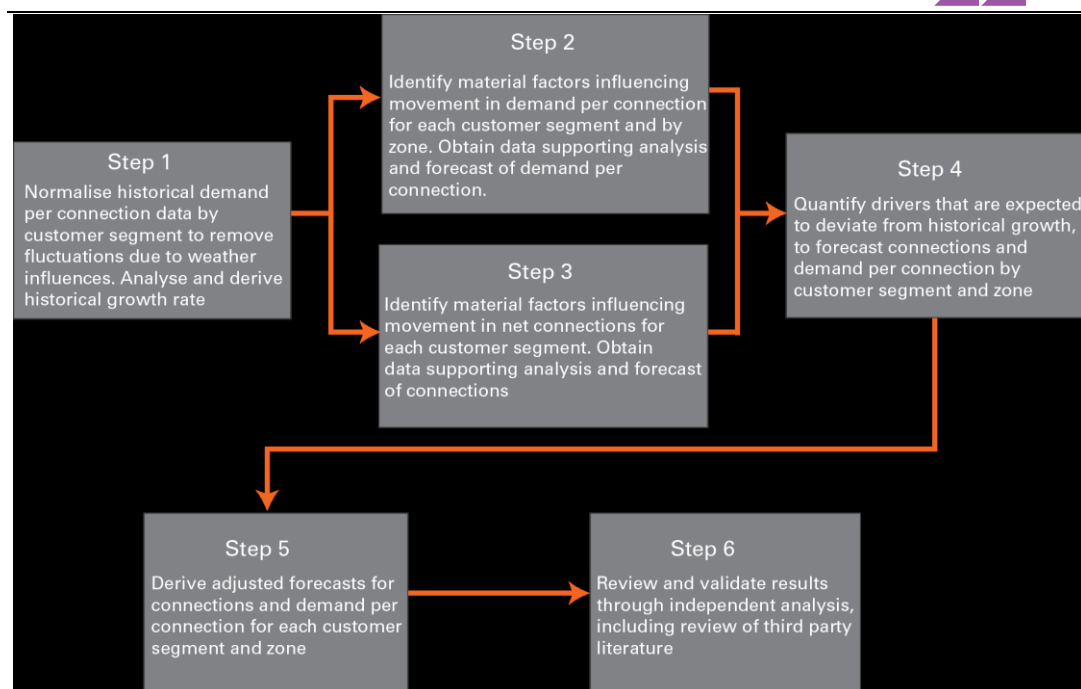 Step 1
Normalise historical demand
per connection data by
customer segment to remove
fluctuations due to weather
influences. Analyse and derive
historical growth rate
Step 2
Identify material factors influencing
movement in demand per connection
for each customer segment and by
zone. Obtain data supporting analysis
and forecast of demand per
connection.
Step 3
Identify material factors influencing
movement in net connections for
each customer segment. Obtain
data supporting analysis and forecast
of connections
Step 4
Quantify drivers that are expected
to deviate from historical growth,
to forecast connections and
demand per connection by
customer segment and zone
Step 5
Derive adjusted forecasts for
connections and demand per
connection for each customer
segment and zone
Step 6
Review and validate results
through independent analysis,
including review of third party
literature